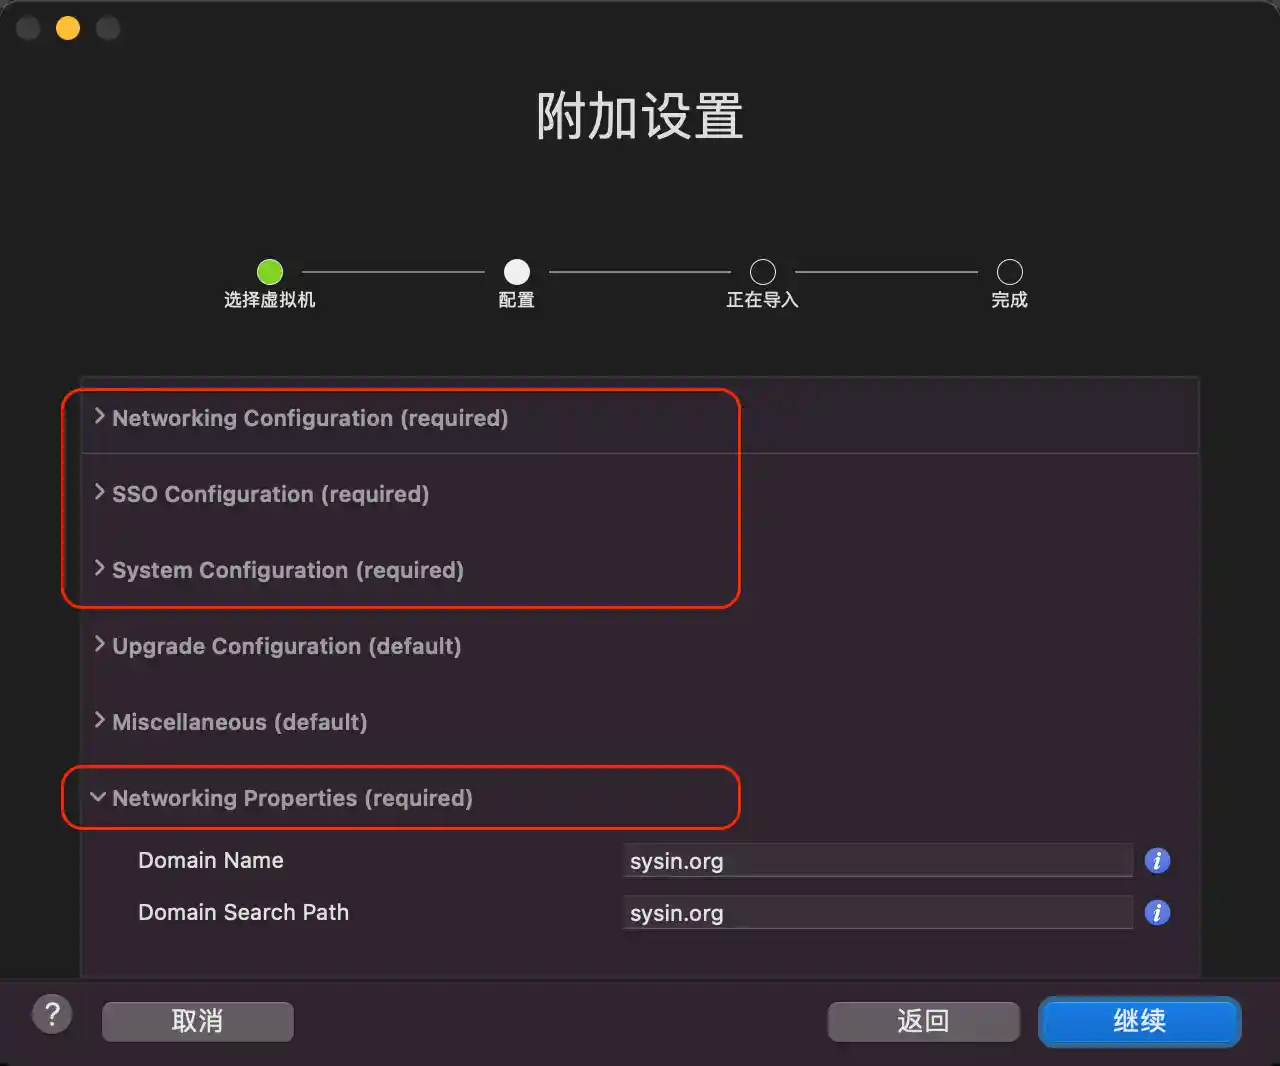 附加设置
选择虚拟机
配置
正在导入
完成
Networking Configuration (required)
SSO Configuration (required)
System Configuration (required)
Upgrade Configuration (default)
Miscellaneous (default)
Networking Properties (required)
Domain Name
sysin.org
i
Domain Search Path
sysin.org
i
?
取消
返回
继续